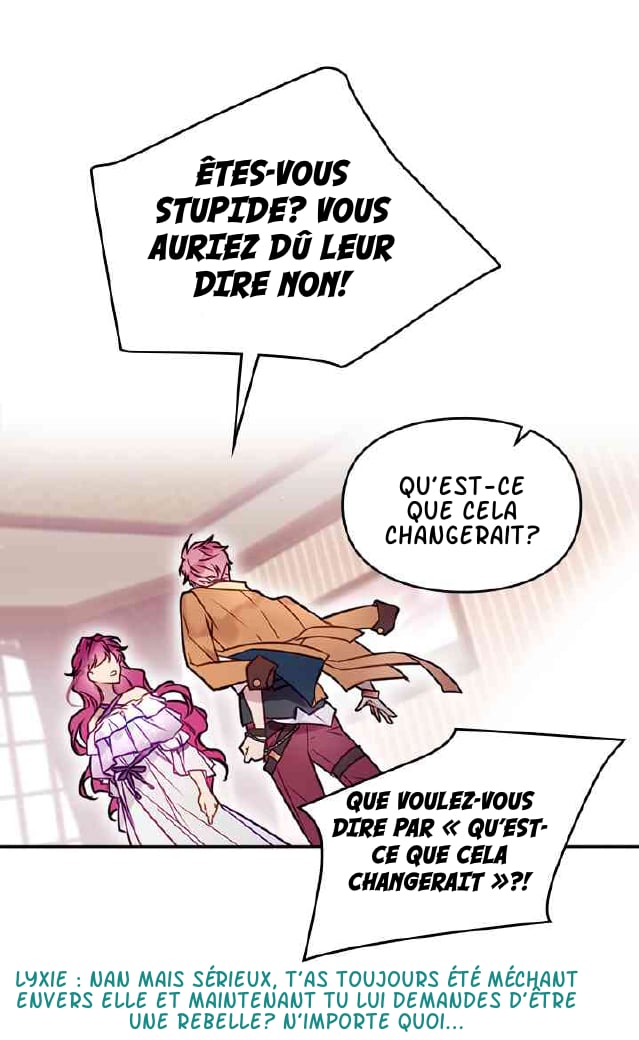 ÊTES-VOUS
STUPIDE? VOUS
AURIEZ DÛ LEUR
DIRE NON!
QU'EST-CE
QUE CELA
CHANGERAIT?
QUE VOULEZ-VOUS
DIRE PAR « QU'EST-
CE QUE CELA
CHANGERAIT »?!
LYXIE : NAN MAIS SÉRIEUX, T'AS TOUJOURS ÉTÉ MÉCHANT
ENVERS ELLE ET MAINTENANT TU LUI DEMANDES D'ÊTRE
UNE REBELLE? N'IMPORTE QUOI...